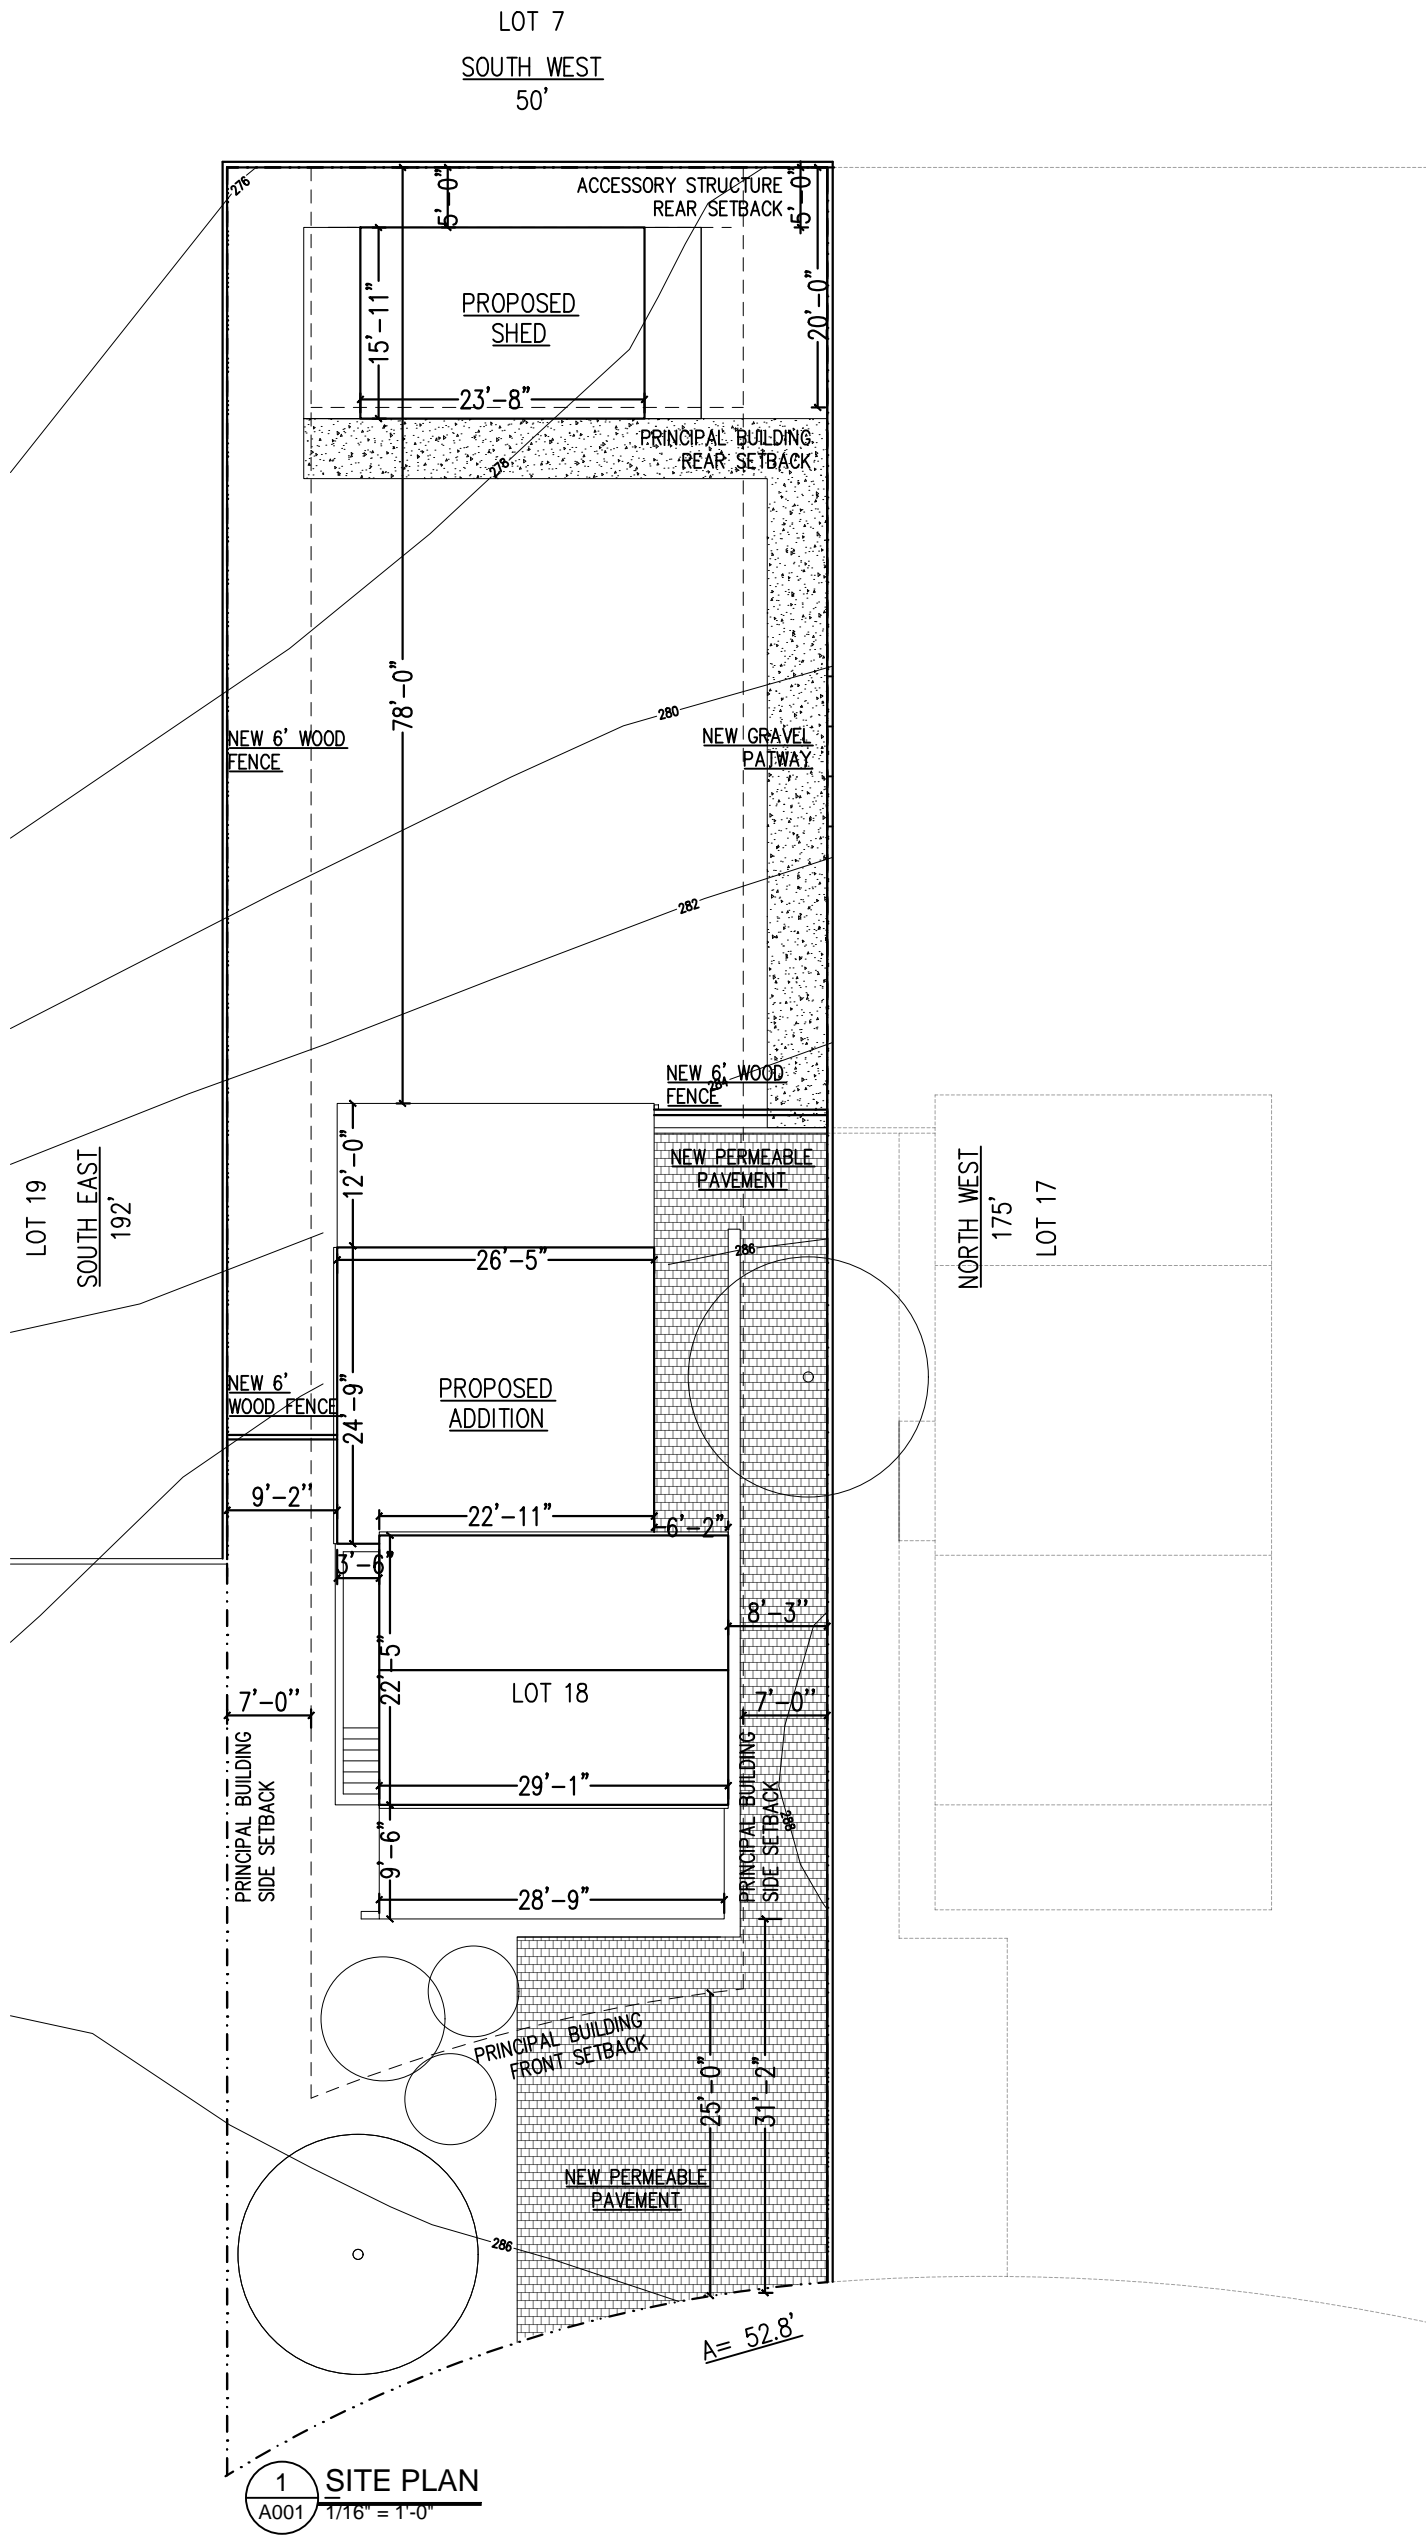 LOT 7
SOUTH WEST
50'
276
5'-0"
ACCESSORY STRUCTURE
REAR SETBACK
5'-0"
20'-0"
15'-11"
PROPOSED
SHED
23'-8"
PRINCIPAL BUILDING
REAR SETBACK
278
78'-0"
280
NEW 6' WOOD
FENCE
NEW GRAVEL
PATWAY
282
NEW 6' WOOD
FENCE
284
12'-0"
NEW PERMEABLE
PAVEMENT
LOT 19
SOUTH EAST
192'
NORTH WEST
175'
LOT 17
286
26'-5"
NEW 6'
WOOD FENCE
24'-9"
PROPOSED
ADDITION
9'-2"
22'-11"
6'-2"
3'-6"
8'-3"
22'-5"
LOT 18
7'-0"
7'-0"
PRINCIPAL BUILDING
SIDE SETBACK
29'-1"
PRINCIPAL BUILDING
SIDE SETBACK
288
9'-6"
28'-9"
PRINCIPAL BUILDING
FRONT SETBACK
25'-0"
31'-2"
NEW PERMEABLE
PAVEMENT
286
A= 52.8'
1
A001
SITE PLAN
1/16" = 1'-0"